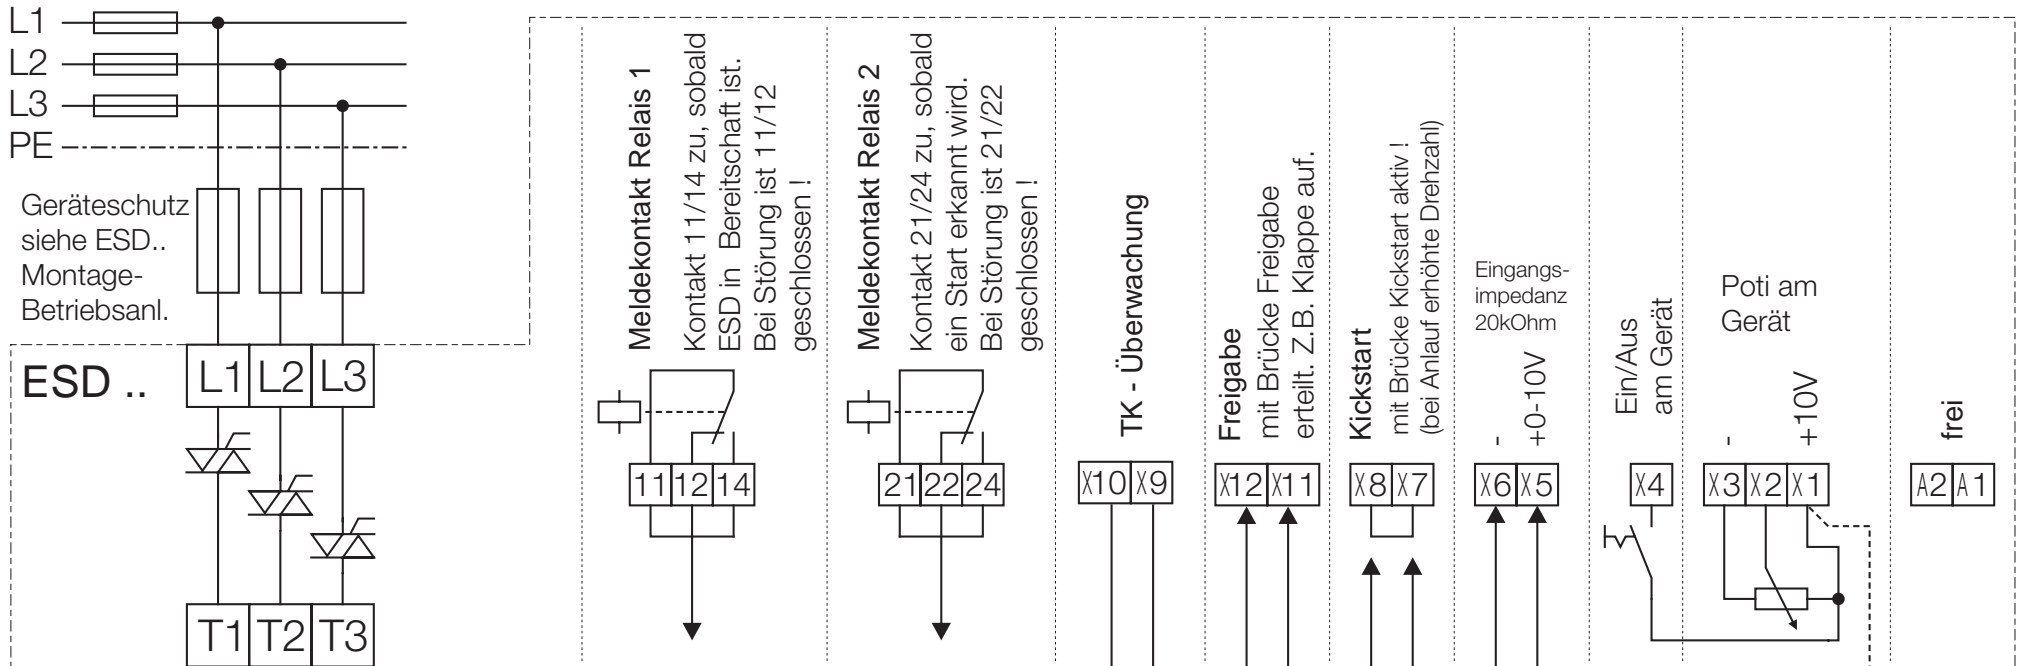 L1
L2
L3
PE
Geräteschutz
siehe ESD..
Montage-
Betriebsanl.
ESD ..
L1 L2 L3
T1 T2 T3
Meldekontakt Relais 1
Kontakt 11/14 zu, sobald
ESD in Bereitschaft ist.
Bei Störung ist 11/12
geschlossen !
11 12 14
Meldekontakt Relais 2
Kontakt 21/24 zu, sobald
ein Start erkannt wird.
Bei Störung ist 21/22
geschlossen !
21 22 24
TK - Überwachung
X10 X9
Freigabe
mit Brücke Freigabe
erteilt. Z.B. Klappe auf.
X12 X11
Kickstart
mit Brücke Kickstart aktiv !
(bei Anlauf erhöhte Drehzahl)
X8 X7
Eingangs-
impedanz
20kOhm
-
+0-10V
X6 X5
Ein/Aus
am Gerät
X4
Poti am
Gerät
-
+10V
X3 X2 X1
frei
A2 A1